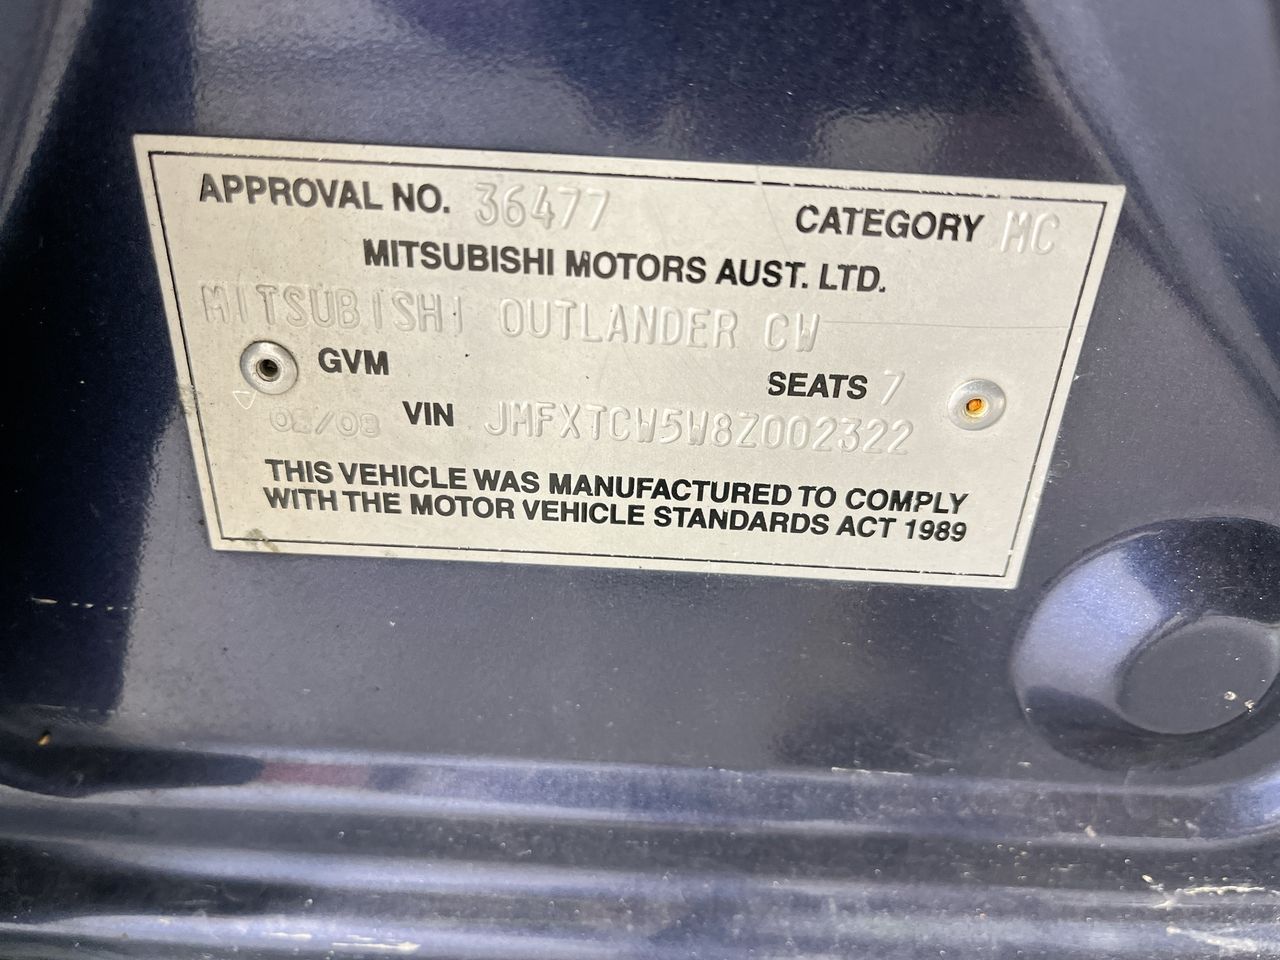 APPROVAL NO. 36477 CATEGORY MC
MITSUBISHI MOTORS AUST. LTD.
MITSUBISHI OUTLANDER CW
GVM SEATS 7
VIN JMFXTCW5W8Z002322
THIS VEHICLE WAS MANUFACTURED TO COMPLY
WITH THE MOTOR VEHICLE STANDARDS ACT 1989